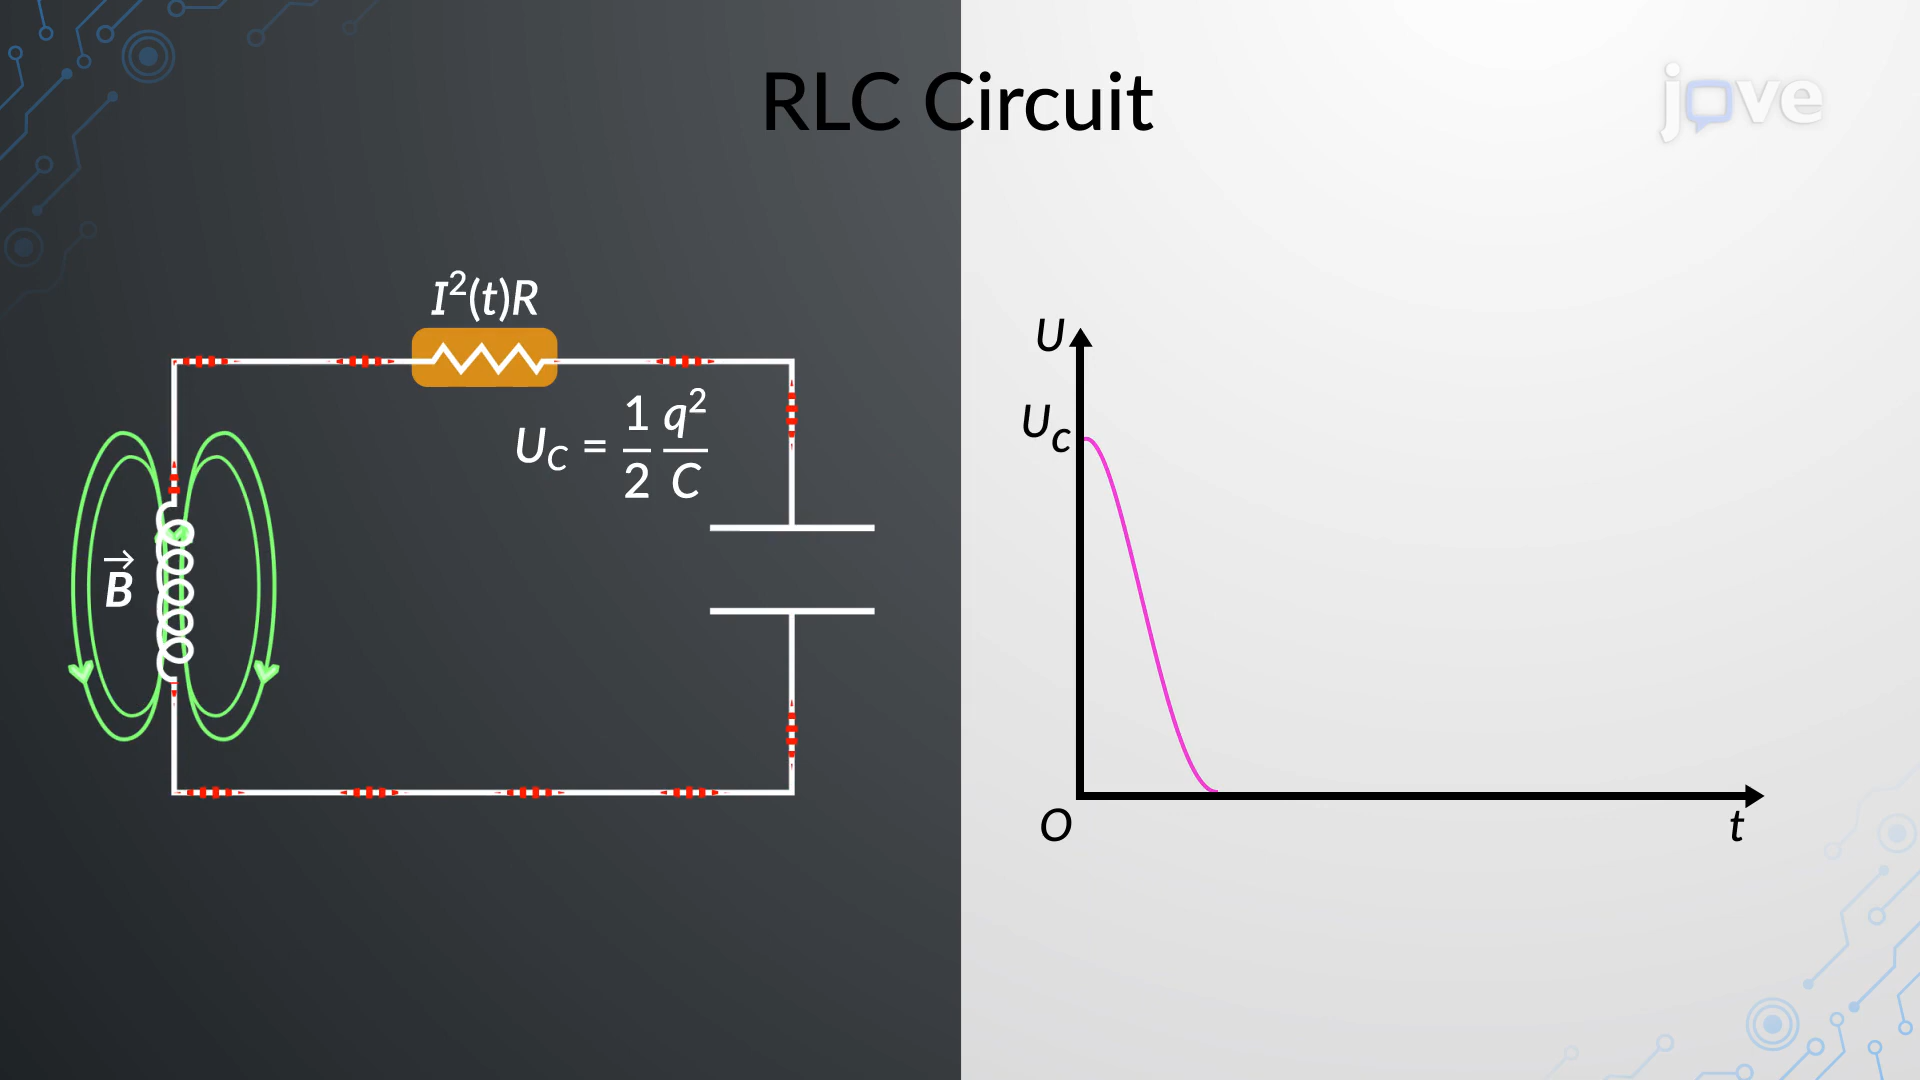 RLC Circuit
jove
I²(t)R
U_C = 1/2 q²/C
B⃗
U
U_C
O
t